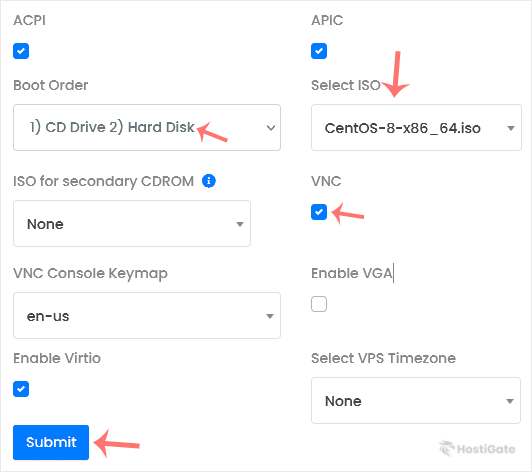 ACPI
APIC
Boot Order
Select ISO
1) CD Drive 2) Hard Disk
CentOS-8-x86_64.iso
ISO for secondary CDROM
VNC
None
VNC Console Keymap
Enable VGA
en-us
Enable Virtio
Select VPS Timezone
None
Submit
HostiGate